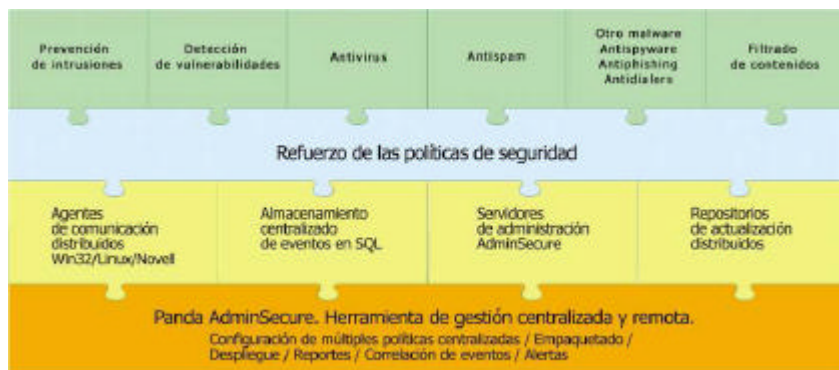 Prevención
de intrusiones
Detección
de vulnerabilidades
Antivirus
Antispam
Otro malware
Antispyware
Antiphishing
Antidialers
Filtrado
de contenidos
Refuerzo de las políticas de seguridad
Agentes
de comunicación
distribuidos
Win32/Linux/Novell
Almacenamiento
centralizado
de eventos en SQL
Servidores
de administración
AdminSecure
Repositorios
de actualización
distribuidos
Panda AdminSecure. Herramienta de gestión centralizada y remota.
Configuración de múltiples políticas centralizadas / Empaquetado /
Despliegue / Reportes / Correlación de eventos / Alertas